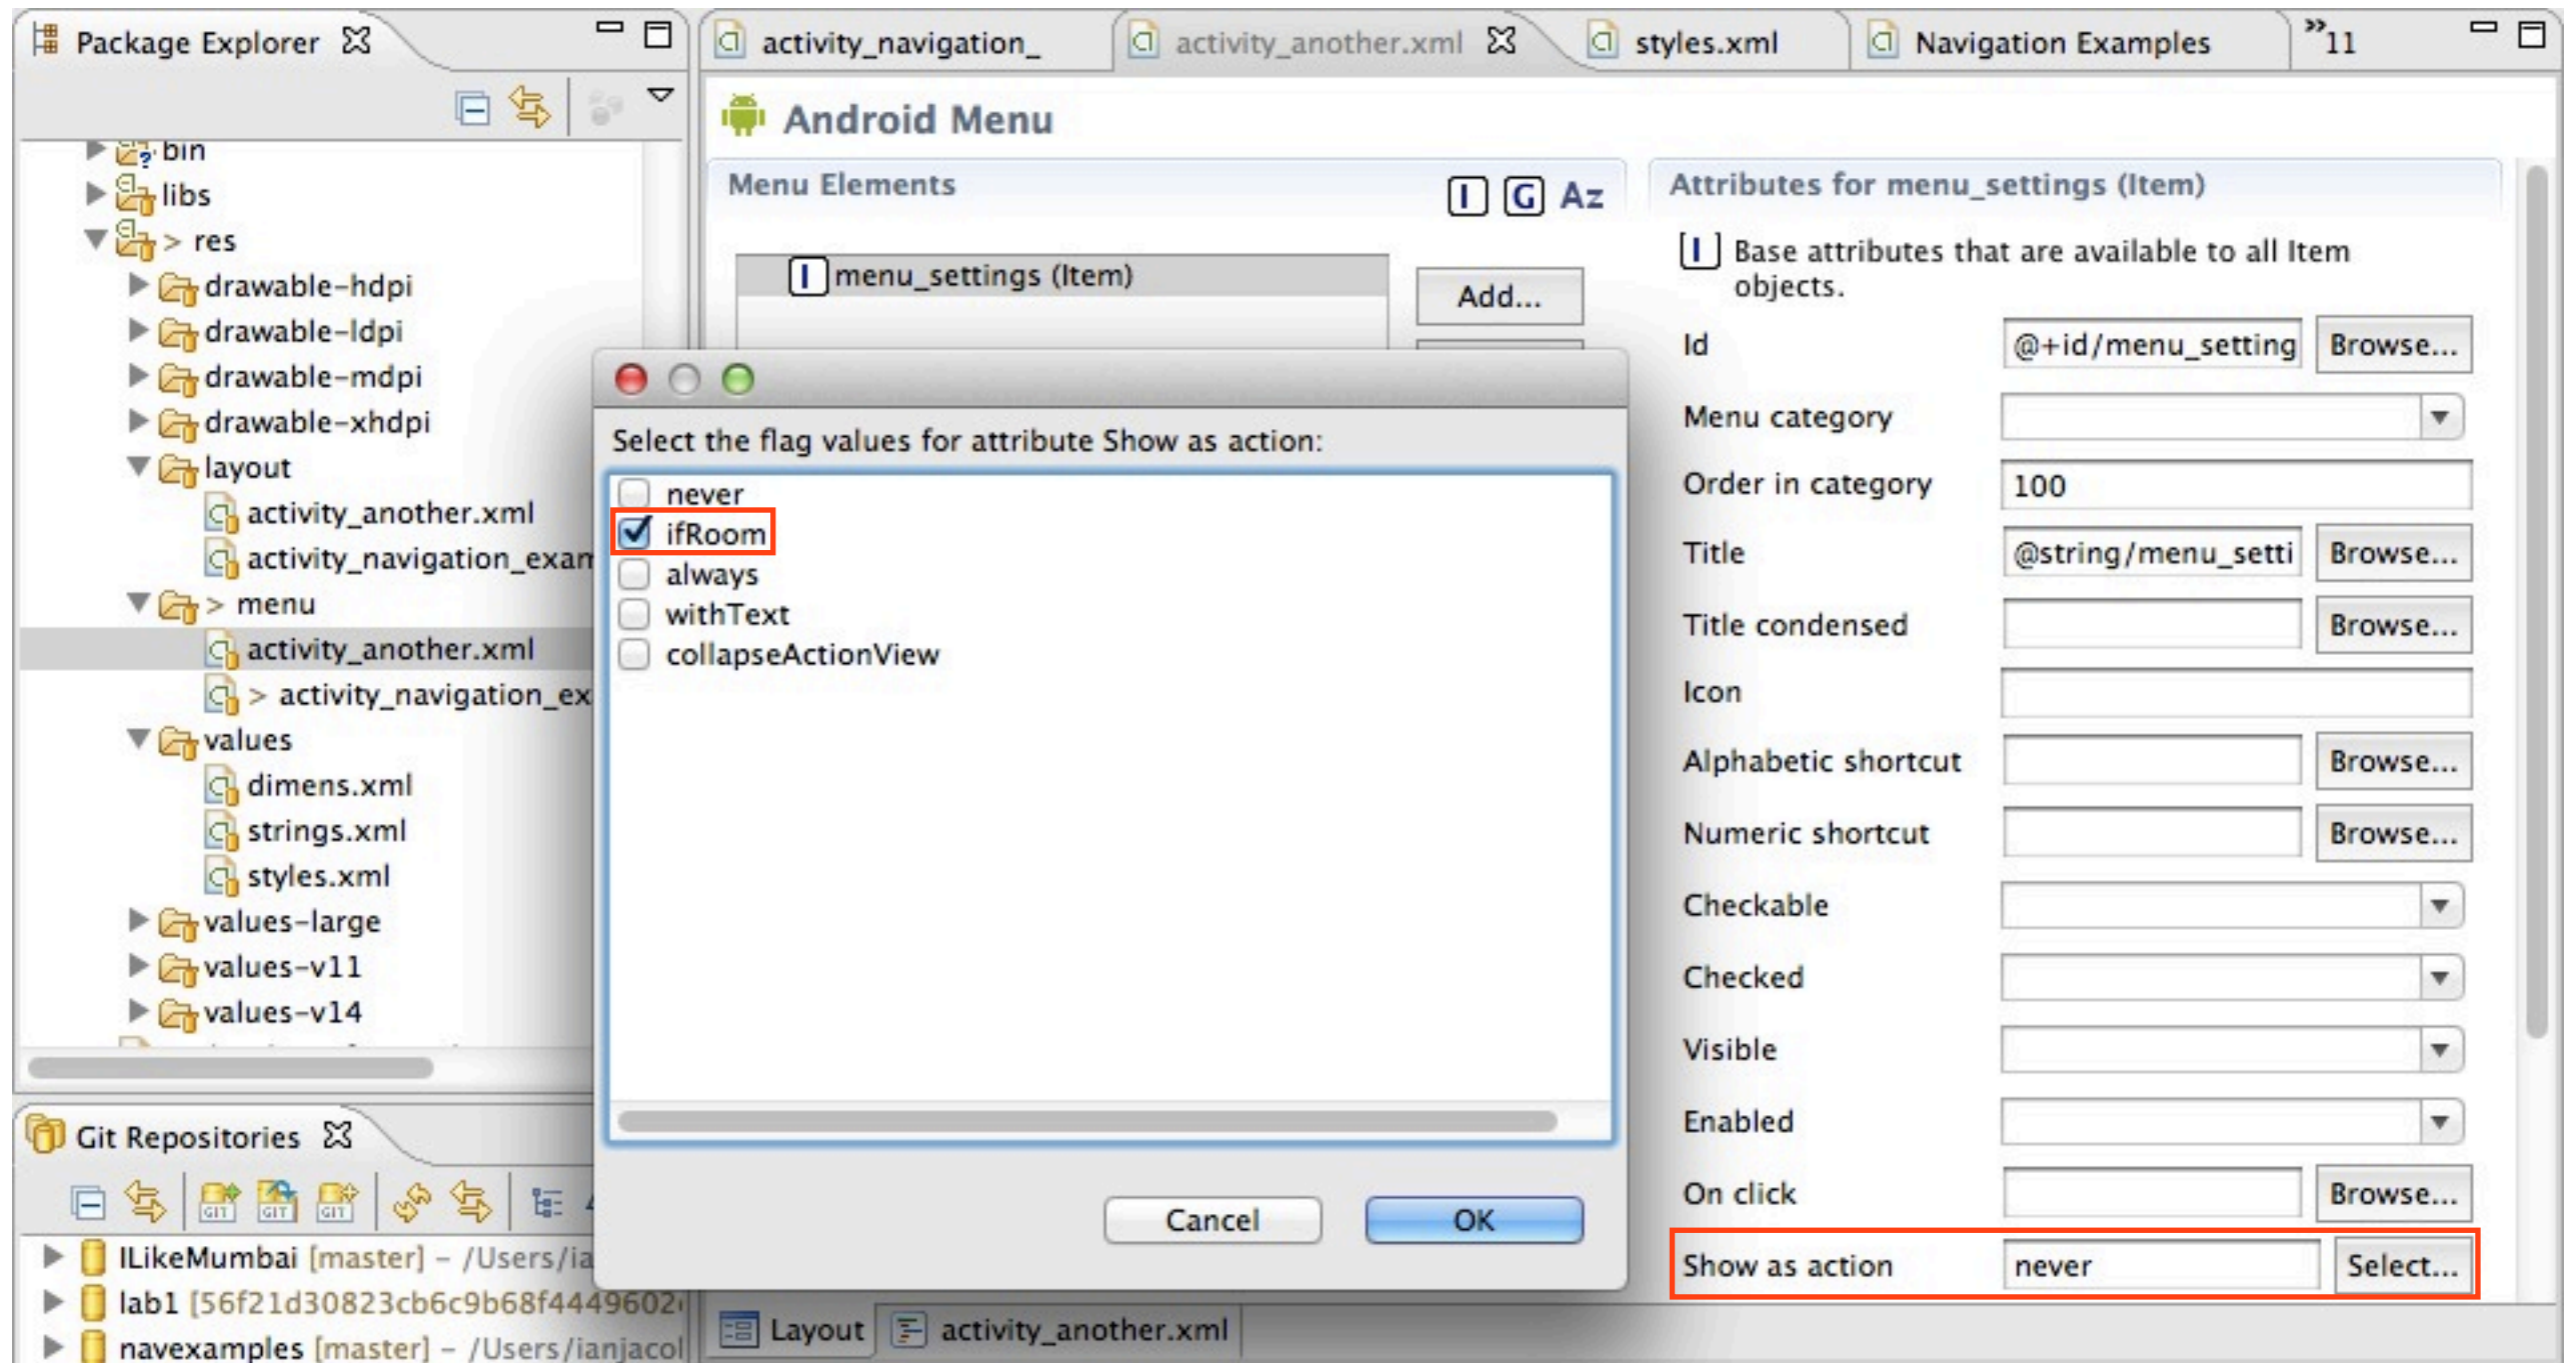 Package Explorer
bin
libs
> res
drawable-hdpi
drawable-ldpi
drawable-mdpi
drawable-xhdpi
layout
activity_another.xml
activity_navigation_exam
> menu
activity_another.xml
> activity_navigation_ex
values
dimens.xml
strings.xml
styles.xml
values-large
values-v11
values-v14
Git Repositories
GIT GIT GIT
ILikeMumbai [master] - /Users/ia
lab1 [56f21d30823cb6c9b68f4449602
navexamples [master] - /Users/ianjacol
activity_navigation_
activity_another.xml
styles.xml
Navigation Examples
»11
Android Menu
Menu Elements
I G Az
I menu_settings (Item)
Add...
Select the flag values for attribute Show as action:
never
ifRoom
always
withText
collapseActionView
Cancel
OK
Attributes for menu_settings (Item)
I Base attributes that are available to all Item
objects.
Id @+id/menu_setting Browse...
Menu category
Order in category 100
Title @string/menu_setti Browse...
Title condensed Browse...
Icon
Alphabetic shortcut Browse...
Numeric shortcut Browse...
Checkable
Checked
Visible
Enabled
On click Browse...
Show as action never Select...
Layout
activity_another.xml